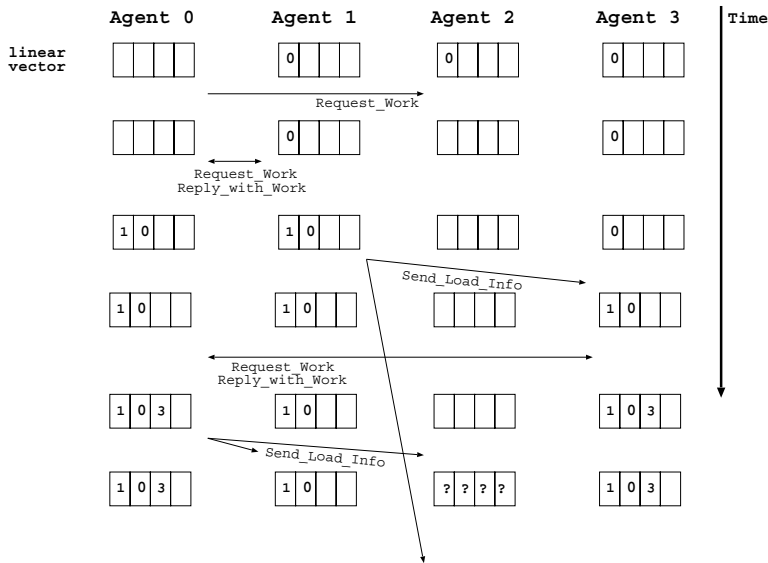 Agent 0 Agent 1 Agent 2 Agent 3 Time
linear
vector
0 0 0
Request_Work
0 0
Request_Work
Reply_with_Work
1 0 1 0 0
Send_Load_Info
1 0 1 0 1 0
Request_Work
Reply_with_Work
1 0 3 1 0 1 0 3
Send_Load_Info
1 0 3 1 0 ? ? ? ? 1 0 3